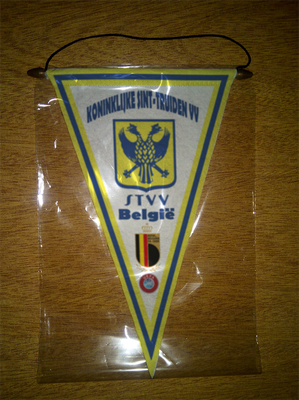 KONINKLIJKE SINT-TRUIDEN VV
STVV
België